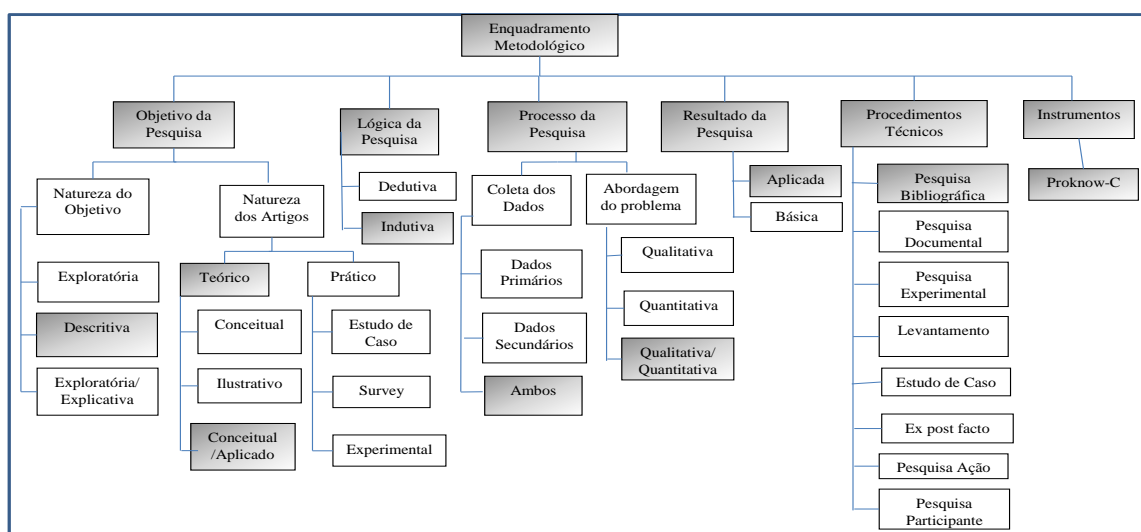 Enquadramento
Metodológico
Objetivo da
Pesquisa
Lógica da
Pesquisa
Processo da
Pesquisa
Resultado da
Pesquisa
Procedimentos
Técnicos
Instrumentos
Natureza do
Objetivo
Natureza
dos Artigos
Exploratória
Descritiva
Exploratória/
Explicativa
Teórico
Prático
Conceitual
Ilustrativo
Conceitual
/Aplicado
Estudo de
Caso
Survey
Experimental
Dedutiva
Indutiva
Coleta dos
Dados
Abordagem
do problema
Dados
Primários
Dados
Secundários
Ambos
Qualitativa
Quantitativa
Qualitativa/
Quantitativa
Aplicada
Básica
Pesquisa
Bibliográfica
Pesquisa
Documental
Pesquisa
Experimental
Levantamento
Estudo de Caso
Ex post facto
Pesquisa Ação
Pesquisa
Participante
Proknow-C